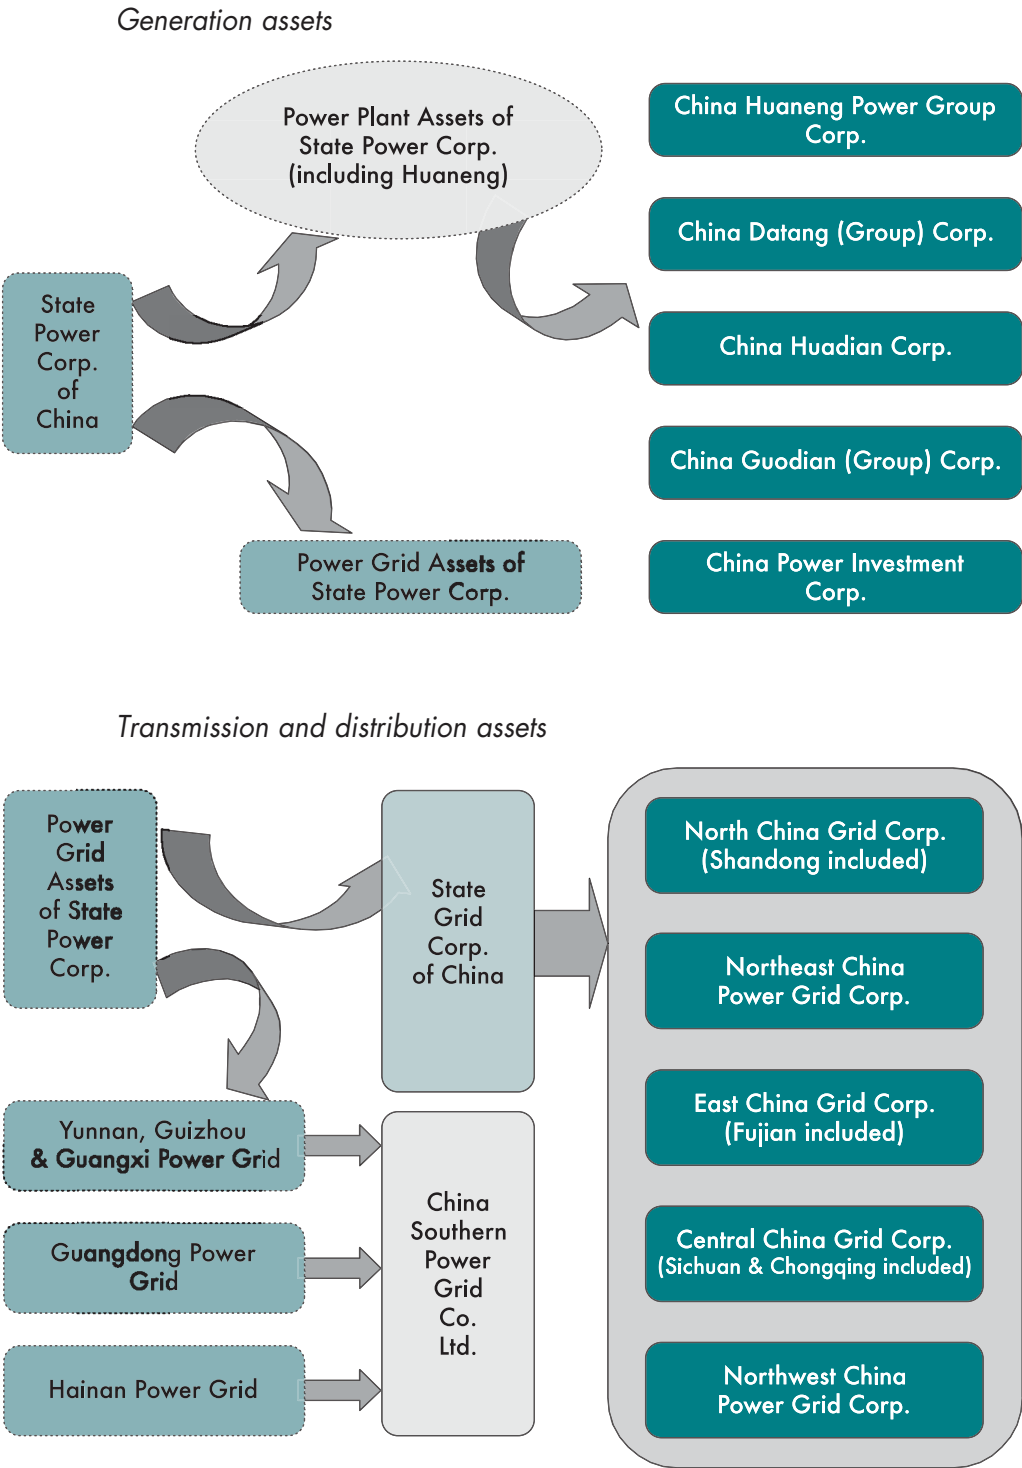 Generation assets
Power Plant Assets of
State Power Corp.
(including Huaneng)
State
Power
Corp.
of
China
Power Grid Assets of
State Power Corp.
China Huaneng Power Group
Corp.
China Datang (Group) Corp.
China Huadian Corp.
China Guodian (Group) Corp.
China Power Investment
Corp.
Transmission and distribution assets
Power
Grid
Assets
of State
Power
Corp.
State
Grid
Corp.
of China
Yunnan, Guizhou
& Guangxi Power Grid
Guangdong Power
Grid
Hainan Power Grid
China
Southern
Power
Grid
Co.
Ltd.
North China Grid Corp.
(Shandong included)
Northeast China
Power Grid Corp.
East China Grid Corp.
(Fujian included)
Central China Grid Corp.
(Sichuan & Chongqing included)
Northwest China
Power Grid Corp.